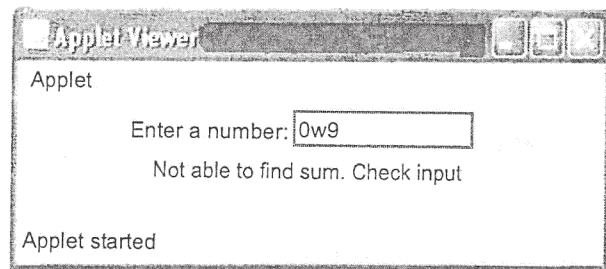 Applet Viewer
Applet
Enter a number: 0w9
Not able to find sum. Check input
Applet started